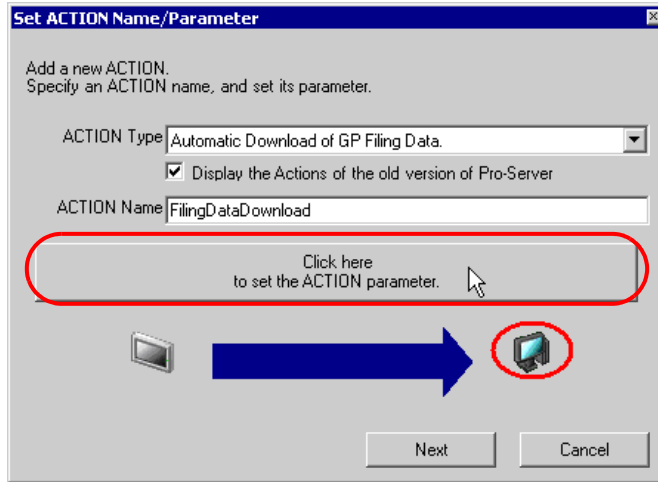 Set ACTION Name/Parameter
Add a new ACTION.
Specify an ACTION name, and set its parameter.
ACTION Type Automatic Download of GP Filing Data.
Display the Actions of the old version of Pro-Server
ACTION Name FilingDataDownload
Click here
to set the ACTION parameter.
Next Cancel